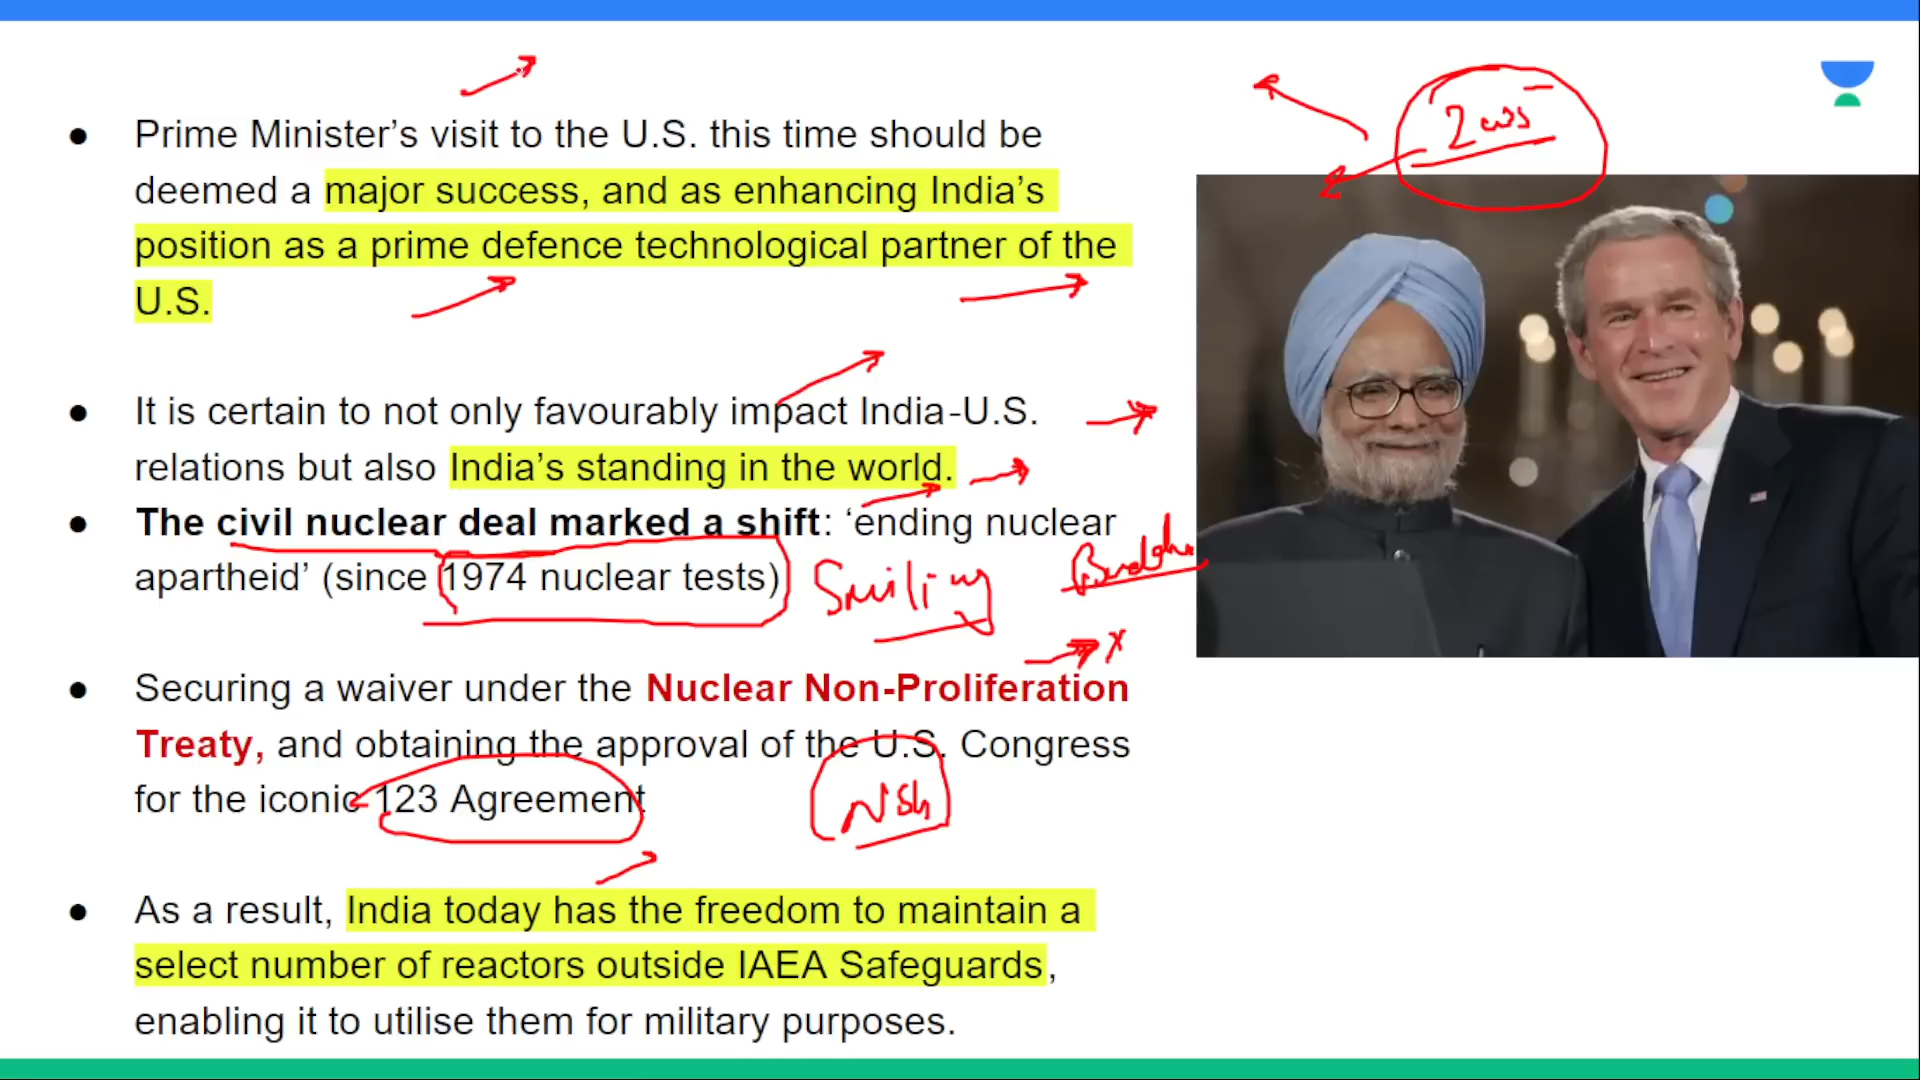 ● Prime Minister’s visit to the U.S. this time should be
deemed a major success, and as enhancing India’s
position as a prime defence technological partner of the
U.S.
● It is certain to not only favourably impact India-U.S.
relations but also India’s standing in the world.
● The civil nuclear deal marked a shift: ‘ending nuclear
apartheid’ (since 1974 nuclear tests)
Smiling
Buddha
● Securing a waiver under the Nuclear Non-Proliferation
Treaty, and obtaining the approval of the U.S. Congress
for the iconic 123 Agreement
● As a result, India today has the freedom to maintain a
select number of reactors outside IAEA Safeguards,
enabling it to utilise them for military purposes.